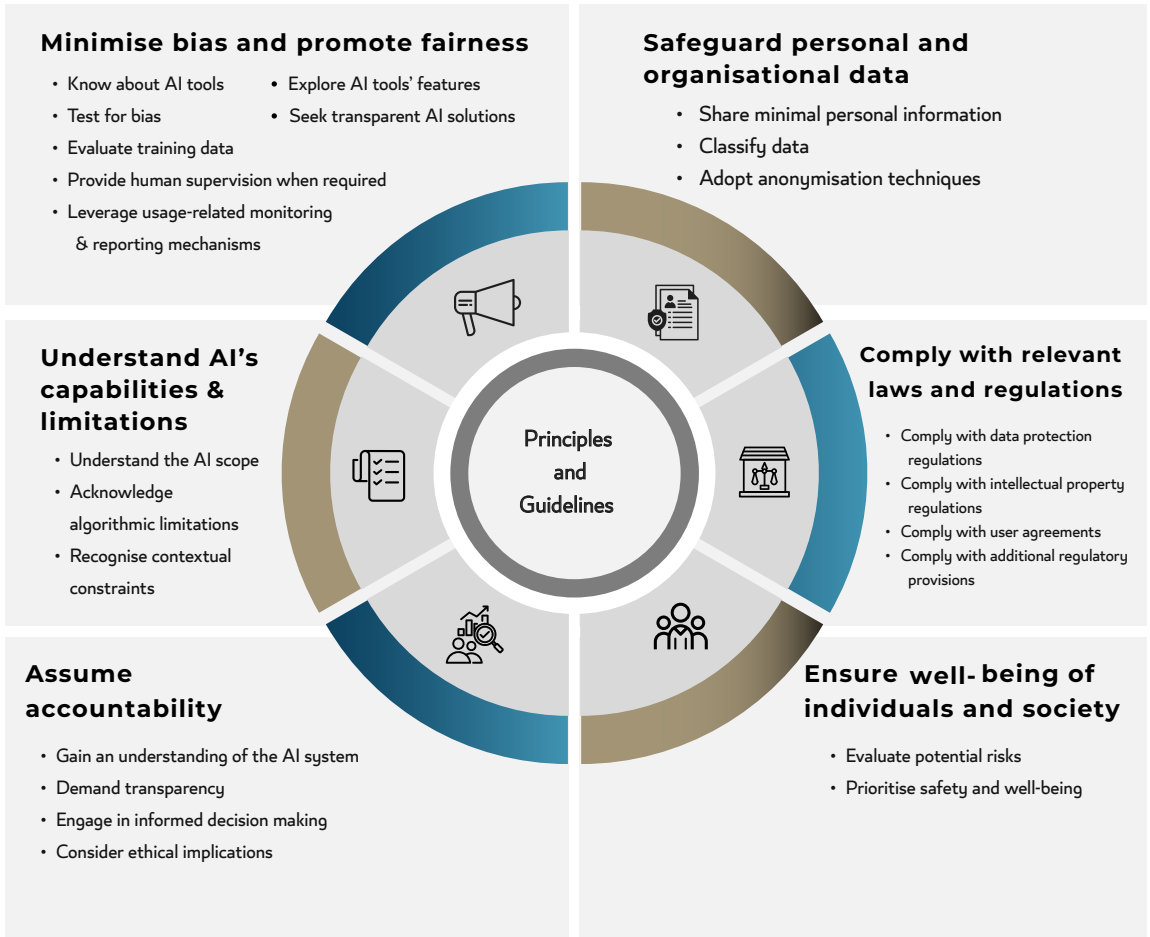 Minimise bias and promote fairness
• Know about AI tools
• Test for bias
• Evaluate training data
• Provide human supervision when required
• Leverage usage-related monitoring
& reporting mechanisms
• Explore AI tools’ features
• Seek transparent AI solutions
Safeguard personal and
organisational data
• Share minimal personal information
• Classify data
• Adopt anonymisation techniques
Understand AI’s
capabilities &
limitations
• Understand the AI scope
• Acknowledge
algorithmic limitations
• Recognise contextual
constraints
Principles
and
Guidelines
Comply with relevant
laws and regulations
• Comply with data protection
regulations
• Comply with intellectual property
regulations
• Comply with user agreements
• Comply with additional regulatory
provisions
Assume
accountability
• Gain an understanding of the AI system
• Demand transparency
• Engage in informed decision making
• Consider ethical implications
Ensure well-being of
individuals and society
• Evaluate potential risks
• Prioritise safety and well-being